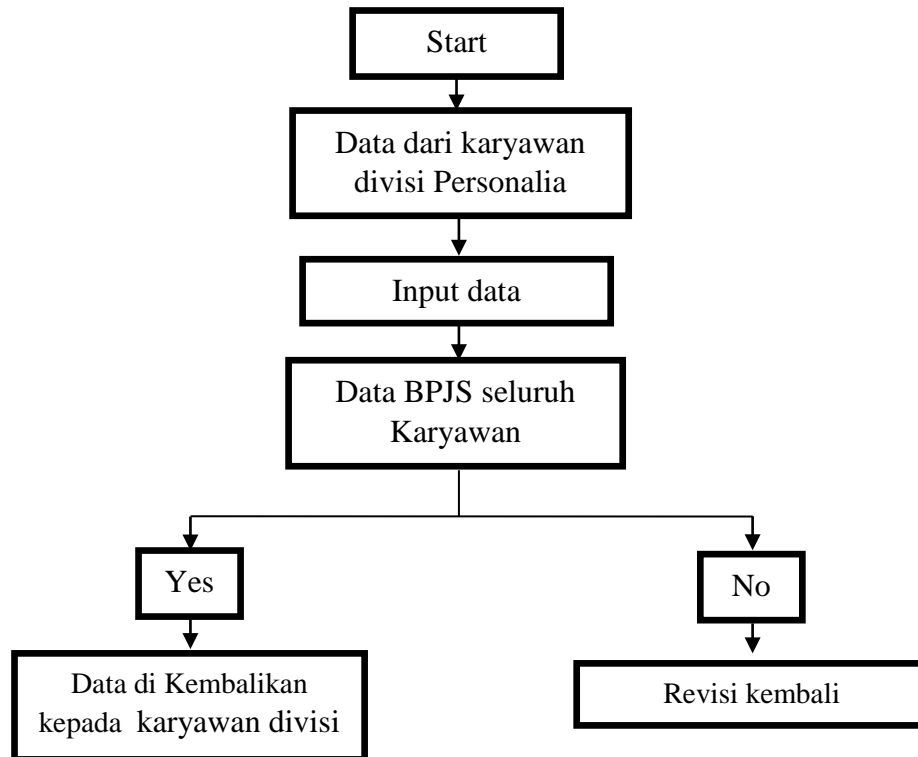 Start
Data dari karyawan
divisi Personalia
Input data
Data BPJS seluruh
Karyawan
Yes
No
Data di Kembalikan
kepada karyawan divisi
Revisi kembali